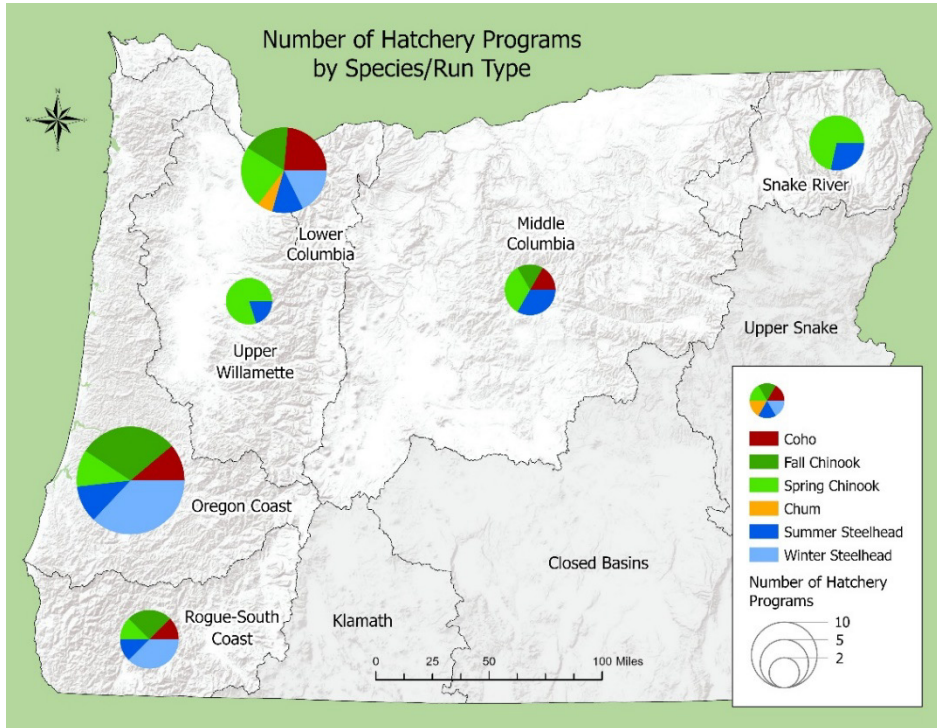 Number of Hatchery Programs
by Species/Run Type
N
W
E
S
Snake River
Lower
Columbia
Middle
Columbia
Upper
Willamette
Upper Snake
Oregon Coast
Closed Basins
Rogue-South
Coast
Klamath
0
25
50
100 Miles
Coho
Fall Chinook
Spring Chinook
Chum
Summer Steelhead
Winter Steelhead
Number of Hatchery
Programs
10
5
2